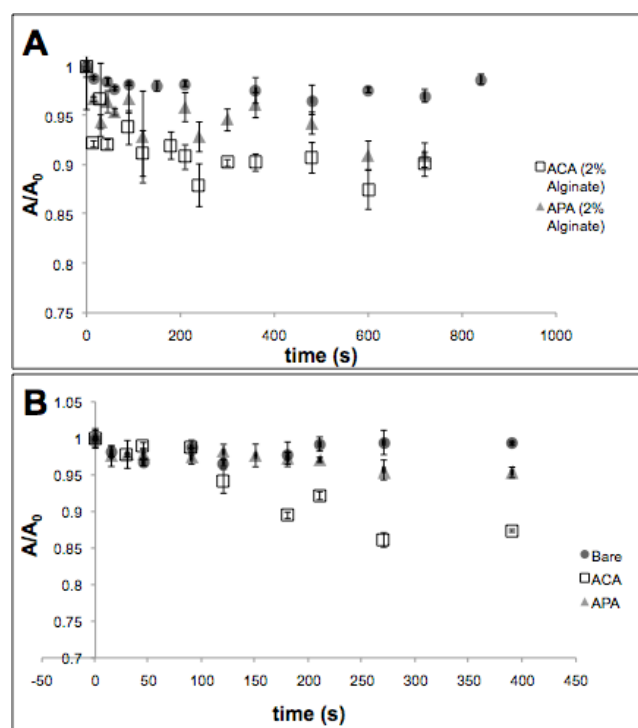 A
1
0.95
0.9
0.85
0.8
0.75
A/A0
0
200
400
600
800
1000
time (s)
ACA (2%
Alginate)
APA (2%
Alginate)
B
1.05
1
0.95
0.9
0.85
0.8
0.75
0.7
A/A0
-50
0
50
100
150
200
250
300
350
400
450
time (s)
Bare
ACA
APA